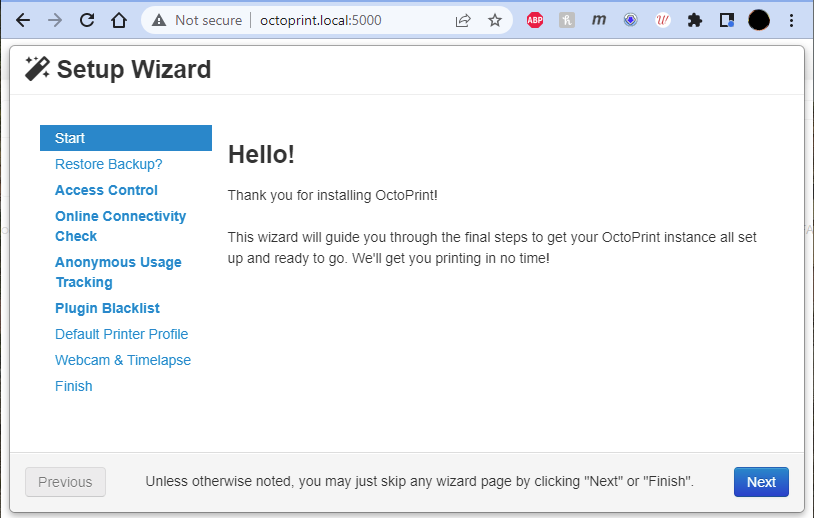 Not secure
octoprint.local:5000
ABP
h
m
W
Setup Wizard
Start
Restore Backup?
Access Control
Online Connectivity
Check
Anonymous Usage
Tracking
Plugin Blacklist
Default Printer Profile
Webcam & Timelapse
Finish
Hello!
Thank you for installing OctoPrint!
This wizard will guide you through the final steps to get your OctoPrint instance all set
up and ready to go. We'll get you printing in no time!
Previous
Unless otherwise noted, you may just skip any wizard page by clicking "Next" or "Finish".
Next